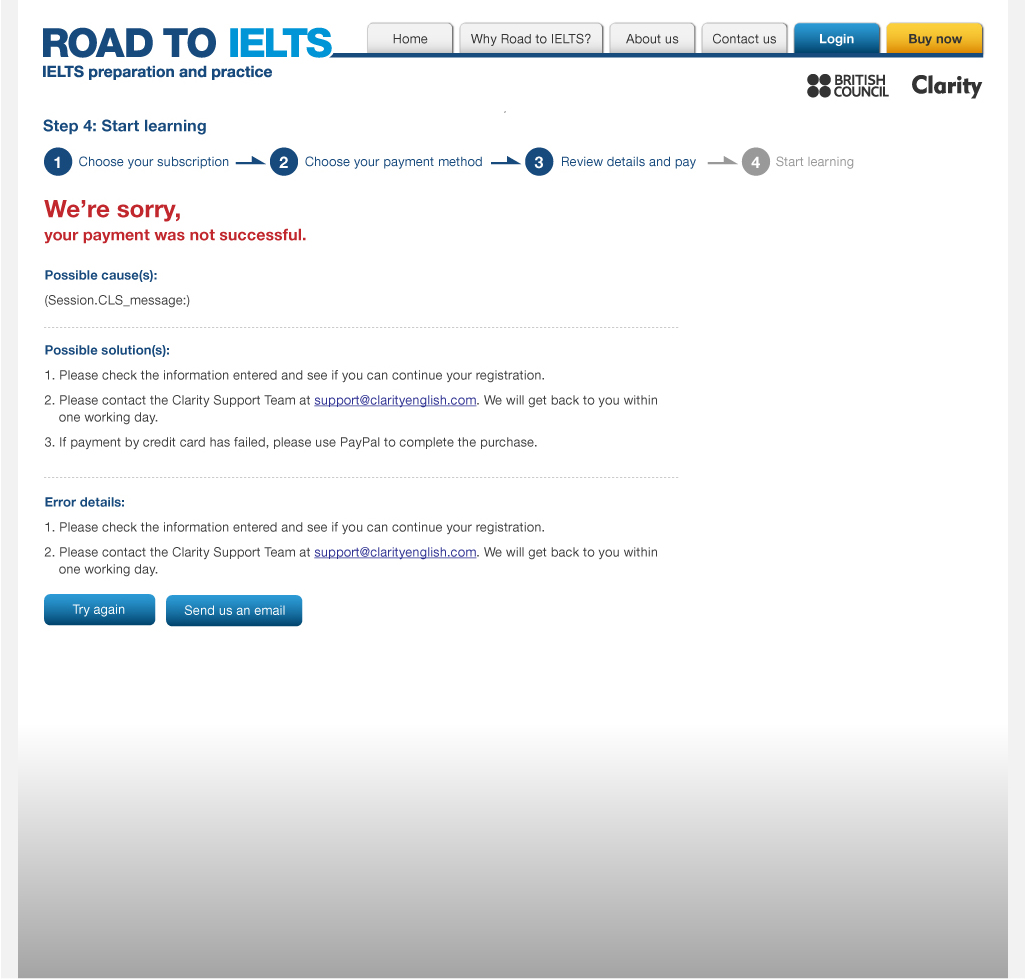 ROAD TO IELTS
IELTS preparation and practice
Home
Why Road to IELTS?
About us
Contact us
Login
Buy now
BRITISH
COUNCIL
Clarity
Step 4: Start learning
1 Choose your subscription
2 Choose your payment method
3 Review details and pay
4 Start learning
We're sorry,
your payment was not successful.
Possible cause(s):
(Session.CLS_message:)
Possible solution(s):
1. Please check the information entered and see if you can continue your registration.
2. Please contact the Clarity Support Team at support@clarityenglish.com. We will get back to you within
one working day.
3. If payment by credit card has failed, please use PayPal to complete the purchase.
Error details:
1. Please check the information entered and see if you can continue your registration.
2. Please contact the Clarity Support Team at support@clarityenglish.com. We will get back to you within
one working day.
Try again
Send us an email